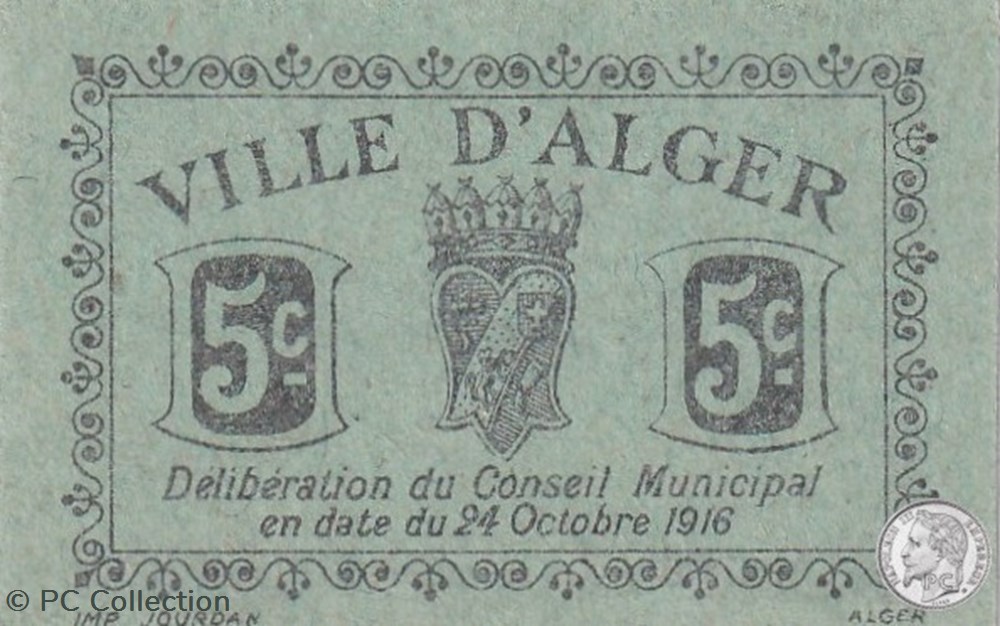 VILLE D'ALGER
5c
5c
Délibération du Conseil Municipal
en date du 24 Octobre 1916
© PC Collection
IMP JOURDAN
ALGER
PC